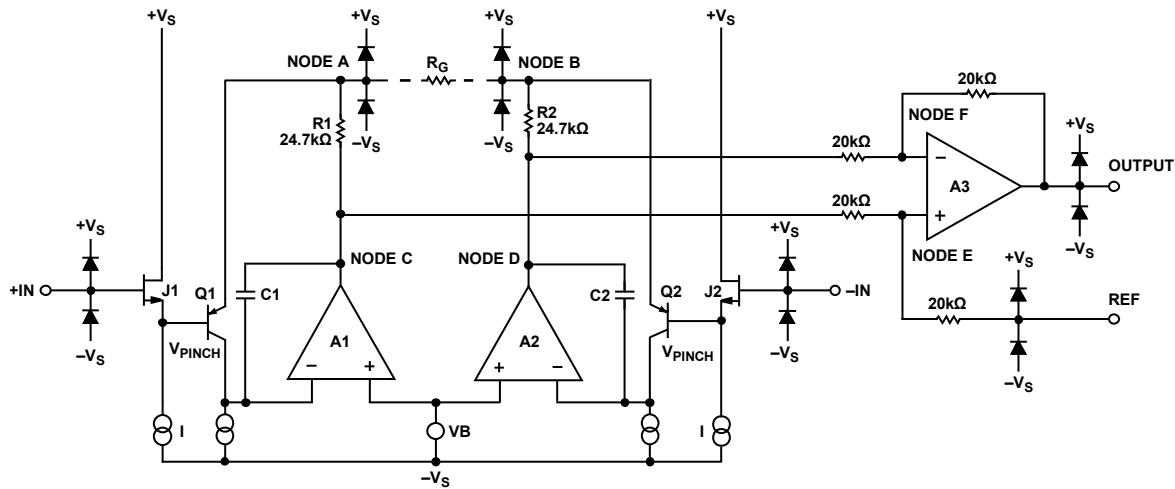 +VS
+VS
+VS
+VS
20kΩ
NODE A
RG
NODE B
NODE F
R1
24.7kΩ
R2
24.7kΩ
–VS
–VS
20kΩ
+VS
–
A3
OUTPUT
20kΩ
+
+VS
NODE C
NODE D
+VS
–VS
NODE E
+VS
+IN
J1
Q1
C1
C2
Q2
J2
–IN
20kΩ
REF
–VS
VPINCH
A1
A2
VPINCH
–VS
–VS
–
+
+
–
I
VB
I
–VS